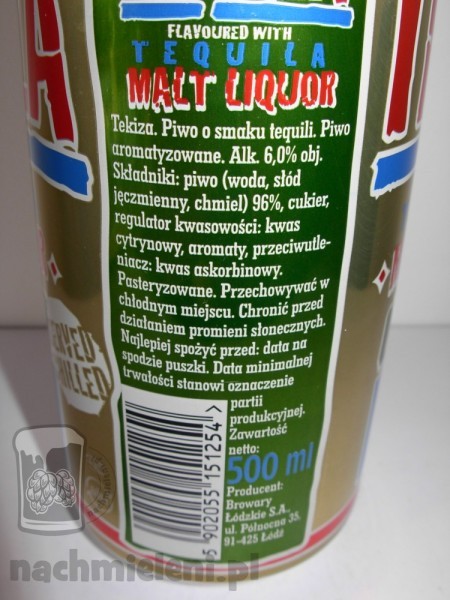 FLAVOURED WITH
TEQUILA
MALT LIQUOR
Tekiza. Piwo o smaku tequili. Piwo
aromatyzowane. Alk. 6,0% obj.
Składniki: piwo (woda, słód
jęczmienny, chmiel) 96%, cukier,
regulator kwasowości: kwas
cytrynowy, aromaty, przeciwutle-
niacz: kwas askorbinowy.
Pasteryzowane. Przechowywać w
chłodnym miejscu. Chronić przed
działaniem promieni słonecznych.
Najlepiej spożyć przed: data na
spodzie puszki. Data minimalnej
trwałości stanowi oznaczenie
partii
produkcyjnej.
Zawartość
netto:
500 ml
Producent:
Browary
Łódzkie S.A.,
ul. Północna 35,
91-425 Łódź
5 902055 151254 >
nachmieleni.pl